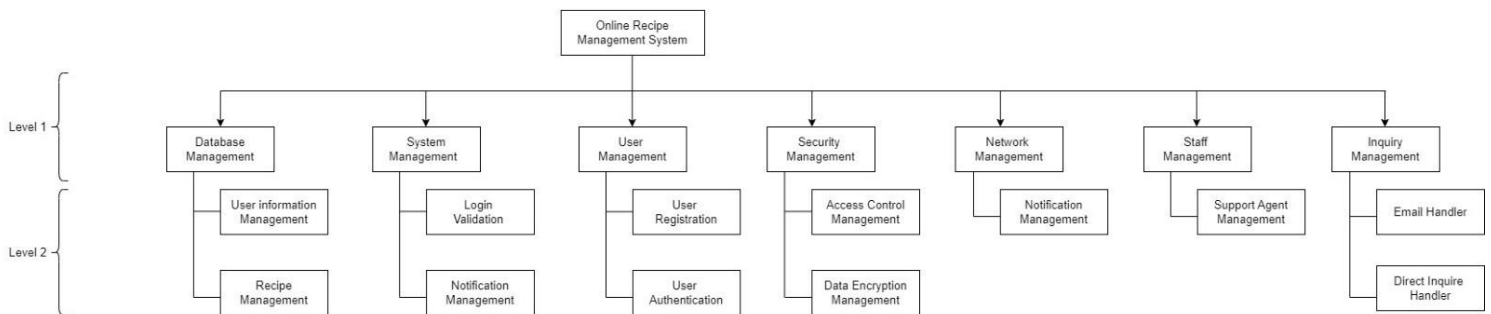 Online Recipe
Management System
Level 1
Database
Management
System
Management
User
Management
Security
Management
Network
Management
Staff
Management
Inquiry
Management
Level 2
User information
Management
Login
Validation
User
Registration
Access Control
Management
Notification
Management
Support Agent
Management
Email Handler
Recipe
Management
Notification
Management
User
Authentication
Data Encryption
Management
Direct Inquire
Handler